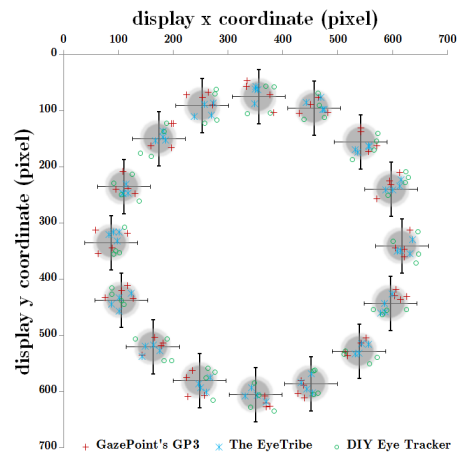 display x coordinate (pixel)
0 100 200 300 400 500 600 700
display y coordinate (pixel)
0
100
200
300
400
500
600
700
GazePoint's GP3 The EyeTribe DIY Eye Tracker